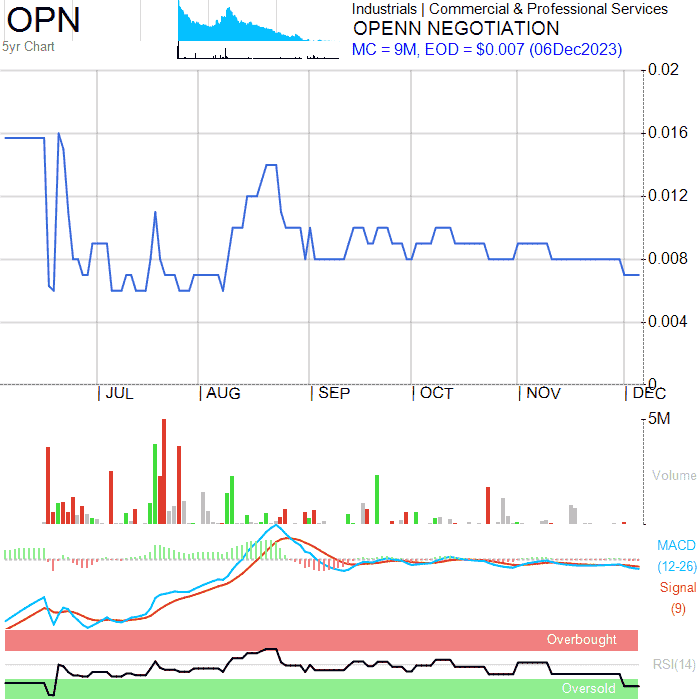 OPN
5yr Chart
Industrials | Commercial & Professional Services
OPENN NEGOTIATION
MC = 9M, EOD = $0.007 (06Dec2023)
0.02
0.016
0.012
0.008
0.004
0
| JUL | AUG | SEP | OCT | NOV | DEC
5M
Volume
MACD
(12-26)
Signal
(9)
Overbought
RSI(14)
Oversold